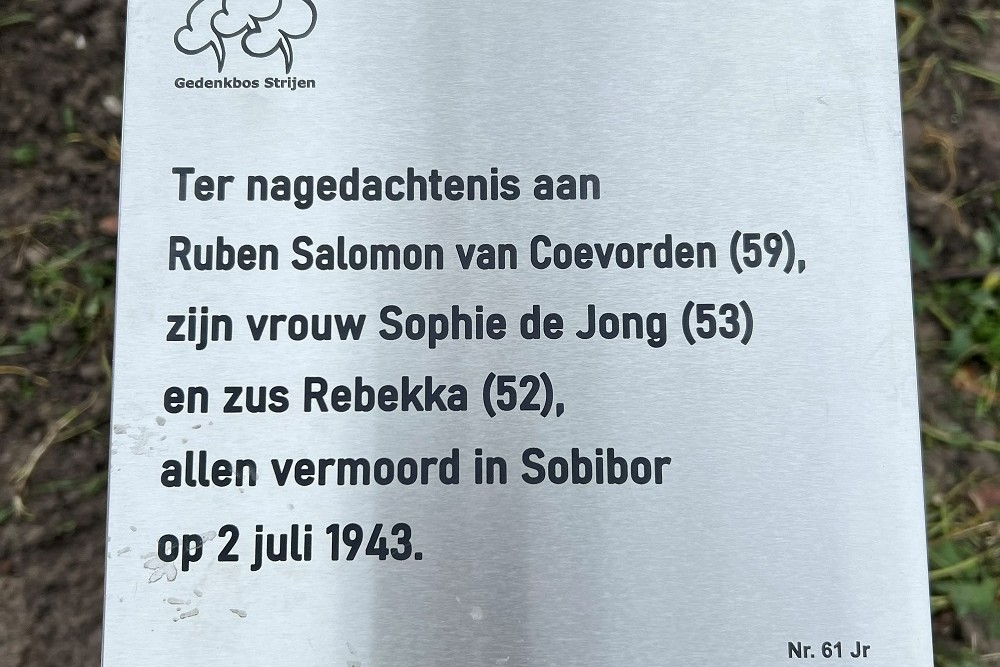 Gedenkbos Strijen
Ter nagedachtenis aan
Ruben Salomon van Coevorden (59),
zijn vrouw Sophie de Jong (53)
en zus Rebekka (52),
allen vermoord in Sobibor
op 2 juli 1943.
Nr. 61 Jr